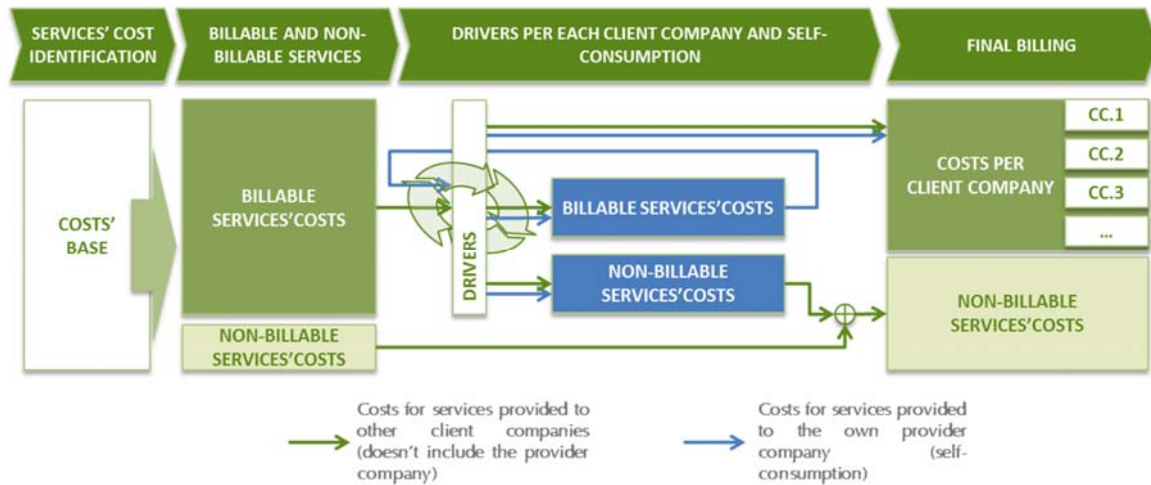 SERVICES' COST
IDENTIFICATION
BILLABLE AND NON-
BILLABLE SERVICES
DRIVERS PER EACH CLIENT COMPANY AND SELF-
CONSUMPTION
FINAL BILLING
COSTS'
BASE
BILLABLE
SERVICES'COSTS
NON-BILLABLE
SERVICES'COSTS
DRIVERS
BILLABLE SERVICES'COSTS
NON-BILLABLE
SERVICES'COSTS
COSTS PER
CLIENT COMPANY
CC.1
CC.2
CC.3
...
NON-BILLABLE
SERVICES'COSTS
Costs for services provided to
other client companies
(doesn't include the provider
company)
Costs for services provided
to the own provider
company (self-
consumption)